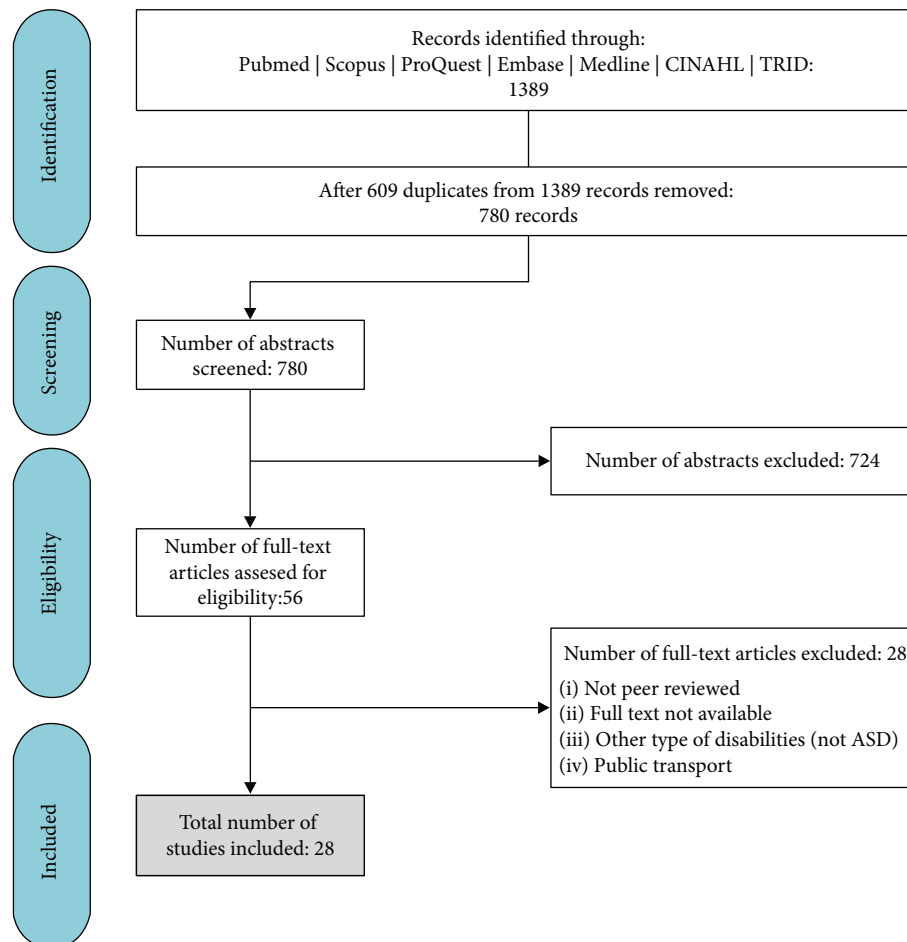 Identification
Records identified through:
Pubmed | Scopus | ProQuest | Embase | Medline | CINAHL | TRID:
1389
After 609 duplicates from 1389 records removed:
780 records
Screening
Number of abstracts
screened: 780
Number of abstracts excluded: 724
Eligibility
Number of full-text
articles assesed for
eligibility:56
Number of full-text articles excluded: 28
(i) Not peer reviewed
(ii) Full text not available
(iii) Other type of disabilities (not ASD)
(iv) Public transport
Included
Total number of
studies included: 28